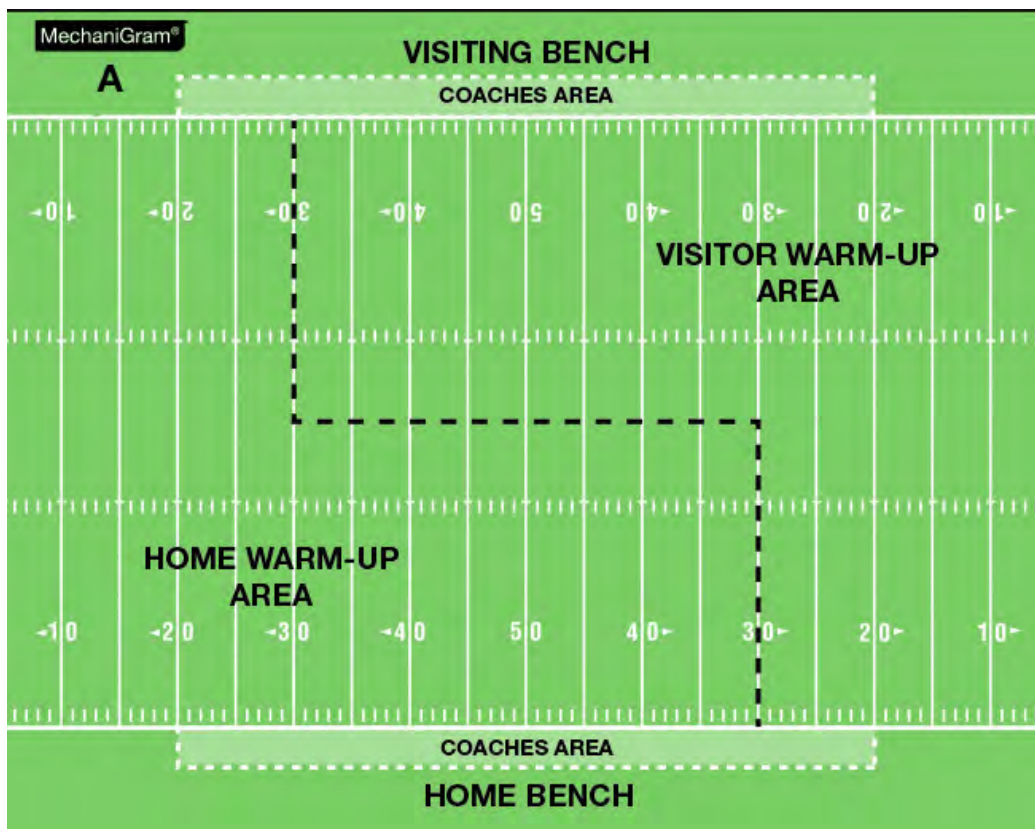 MechaniGram®
A
VISITING BENCH
COACHES AREA
◄10 ◄20 ◄30 ◄40 50 40► 30► 20► 10►
VISITOR WARM-UP
AREA
HOME WARM-UP
AREA
◄10 ◄20 ◄30 ◄40 50 40► 30► 20► 10►
COACHES AREA
HOME BENCH